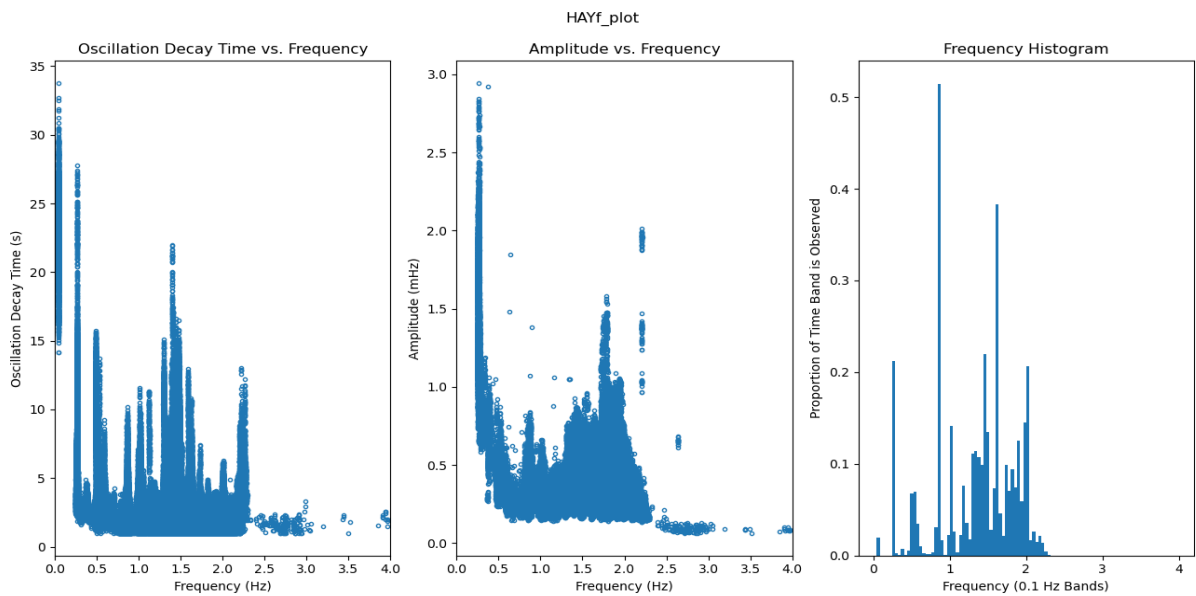 HAYf_plot
Oscillation Decay Time vs. Frequency
Oscillation Decay Time (s)
35
30
25
20
15
10
5
0
0.0 0.5 1.0 1.5 2.0 2.5 3.0 3.5 4.0
Frequency (Hz)
Amplitude vs. Frequency
Amplitude (mHz)
3.0
2.5
2.0
1.5
1.0
0.5
0.0
0.0 0.5 1.0 1.5 2.0 2.5 3.0 3.5 4.0
Frequency (Hz)
Frequency Histogram
Proportion of Time Band is Observed
0.5
0.4
0.3
0.2
0.1
0.0
0 1 2 3 4
Frequency (0.1 Hz Bands)